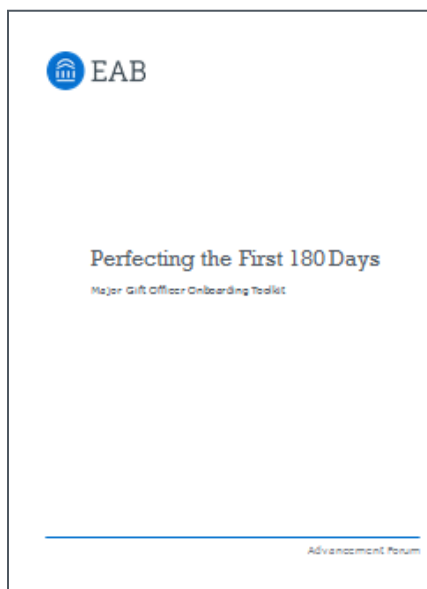 EAB
Perfecting the First 180 Days
Major Gift Officer Onboarding Toolkit
Advancement Forum